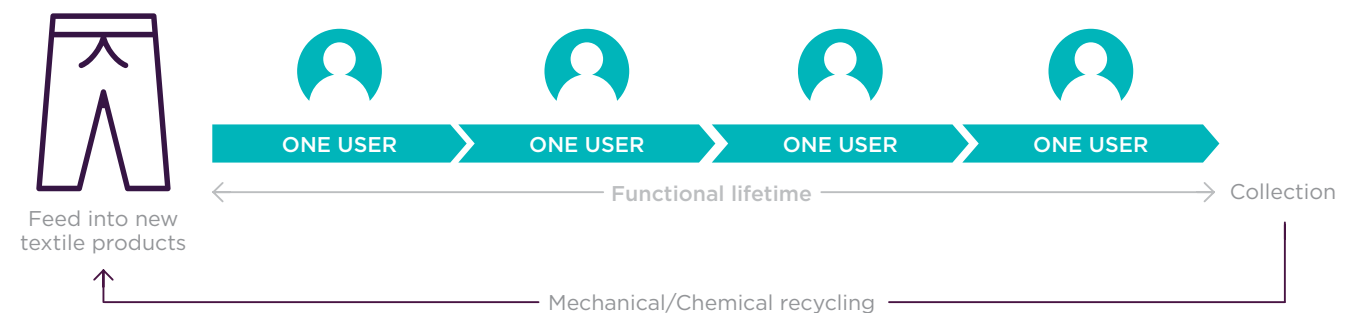 ONE USER
ONE USER
ONE USER
ONE USER
Functional lifetime
Collection
Feed into new
textile products
Mechanical/Chemical recycling